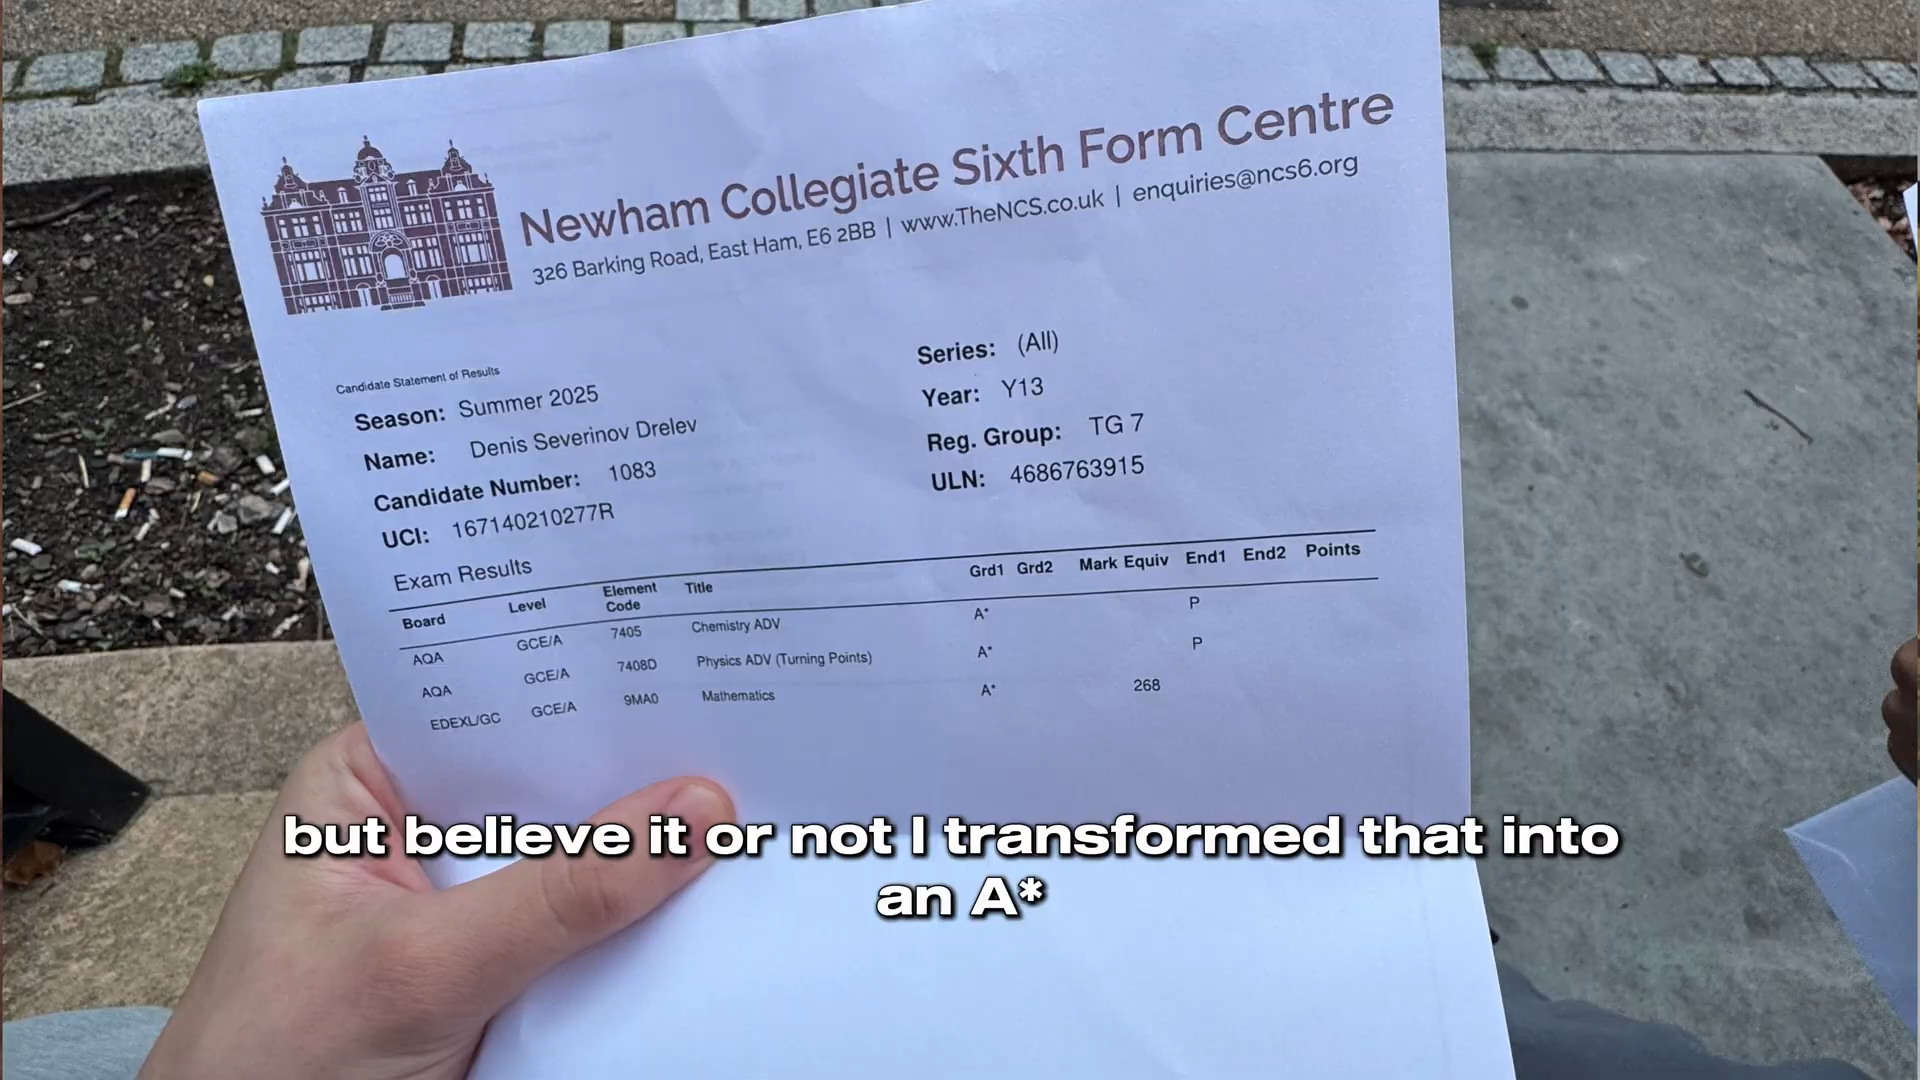 Newham Collegiate Sixth Form Centre
326 Barking Road, East Ham, E6 2BB | www.TheNCS.co.uk | enquiries@ncs6.org
Candidate Statement of Results
Season: Summer 2025
Name: Denis Severinov Drelev
Candidate Number: 1083
UCI: 167140210277R
Series: (All)
Year: Y13
Reg. Group: TG 7
ULN: 4686763915
Exam Results
Board Level Element Code Title Grd1 Grd2 Mark Equiv End1 End2 Points
AQA GCE/A 7405 Chemistry ADV A* P
AQA GCE/A 7408D Physics ADV (Turning Points) A* P
EDEXL/GC GCE/A 9MA0 Mathematics A* 268
but believe it or not I transformed that into
an A*